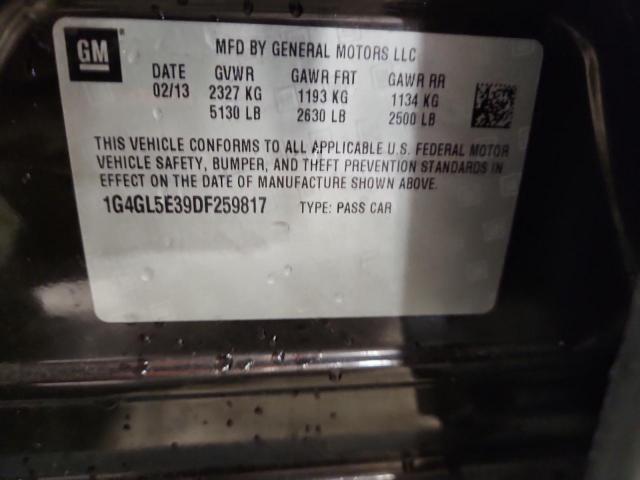 GM MFD BY GENERAL MOTORS LLC
DATE GVWR GAWR FRT GAWR RR
02/13 2327 KG 1193 KG 1134 KG
5130 LB 2630 LB 2500 LB
THIS VEHICLE CONFORMS TO ALL APPLICABLE U.S. FEDERAL MOTOR
VEHICLE SAFETY, BUMPER, AND THEFT PREVENTION STANDARDS IN
EFFECT ON THE DATE OF MANUFACTURE SHOWN ABOVE.
1G4GL5E39DF259817 TYPE: PASS CAR